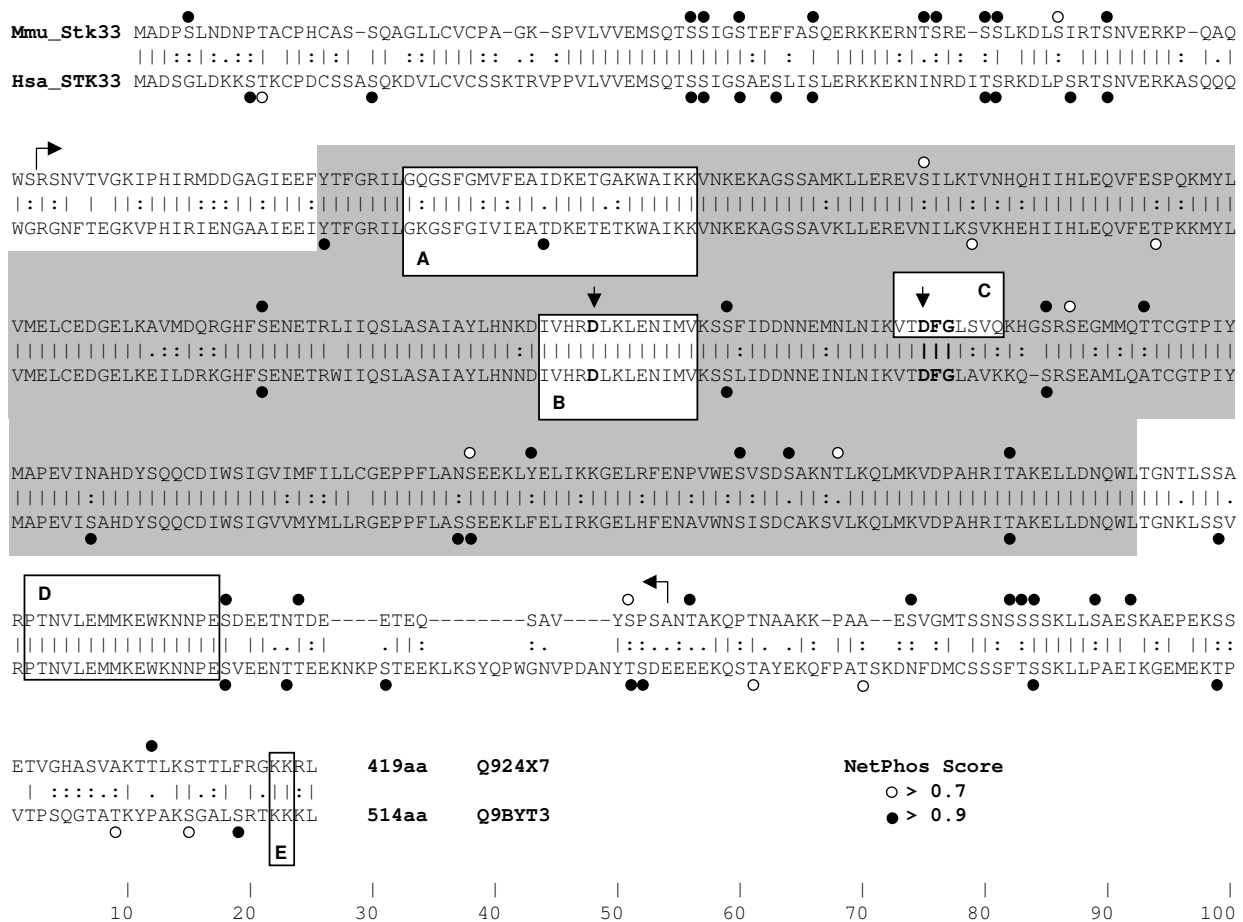 Mmu_Stk33 MADPSLNDNPTACPHCAS-SQAGLLCVCPA-GK-SPVLVVEMSQTSSIGSTEFFASQERKKERNTSRE-SSLKDLSIRTSNVERKP-QAQ
Hsa_STK33 MADSGLDKKSTKCPDCSSASQKDVLCVCSSKTRVPPVLVVEMSQTSSIGSAESLISLERKKEKNINRDITSRKDLPSRTSNVERKASQQQ
WSRSNVTVGKIPHIRMDDGAGIEEFYTFGRILGQGSFGMVFEAIDKETGAKWAIKKVNKEKAGSSAMKLLEREVSILKTVNHQHIIHLEQVFESPQKMYL
WGRGNFTEGKVPHIRIENGAAIEEIYTFGRILGKGSFGIVIEATDKETETKWAIKKVNKEKAGSSAVKLLEREVNILKSVKHEHIIHLEQVFETPKKMYL
A
C
VMELCEDGELKAVMDQRGHFSENETRLIIQSLASAIAYLHNKDIVHRDLKLENIMVKSSFIDDNNEMNLNIKVTDFGLSVQKHGSRSEGMMQTTCGTPIY
VMELCEDGELKEILDRKGHFSENETRWIIQSLASAIAYLHNNDIVHRDLKLENIMVKSSLIDDNNEINLNIKVTDFGLAVKKQ-SRSEAMLQATCGTPIY
B
MAPEVINAHDYSQQCDIWSIGVIMFILLCGEPPFLANSEEKLYELIKKGELRFENPVWESVSDSAKNTLKQLMKVDPAHRITAKELLDNQWLTGNTLSSA
MAPEVISAHDYSQQCDIWSIGVVMYMLLRGEPPFLASSEEKLFELIRKGELHFENAVWNSISDCAKSVLKQLMKVDPAHRITAKELLDNQWLTGNKLSSV
D
RPTNVLEMMKEWKNNPESDEETNTDE----ETEQ--------SAV----YSPSANTAKQPTNAAKK-PAA--ESVGMTSSNSSSSKLLSAESKAEPEKSS
RPTNVLEMMKEWKNNPESVEENTTEEKNKPSTEEKLKSYQPWGNVPDANYTSDEEEEKQSTAYEKQFPATSKDNFDMCSSSFTSSKLLPAEIKGEMEKTP
ETVGHASVAKTTLKSTTLFRGKKRL 419aa Q924X7
VTPSQGTATKYPAKSGALSRTKKKL 514aa Q9BYT3
E
NetPhos Score
○ > 0.7
● > 0.9
10 20 30 40 50 60 70 80 90 100